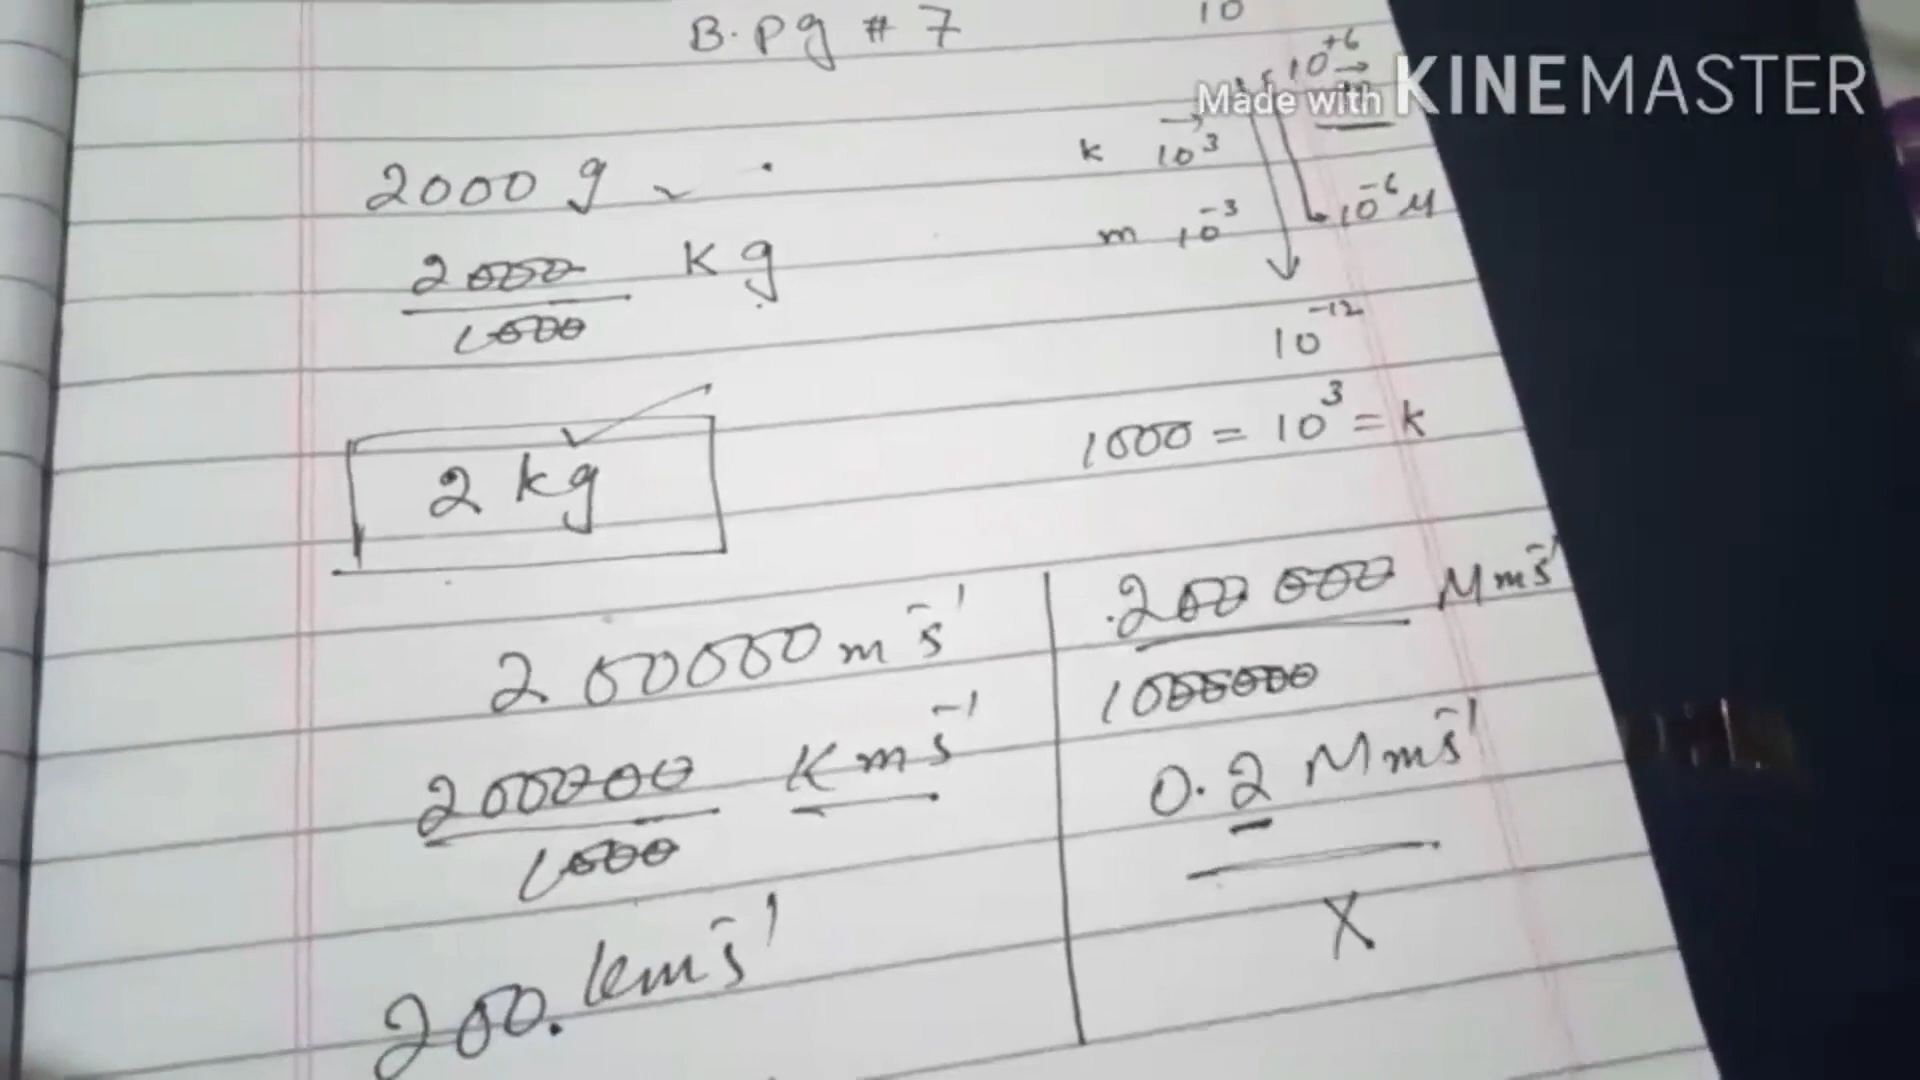 B. Pg # 7
10
10⁺⁶
Made with KINEMASTER
k 10³
2000 g
m 10⁻³
10⁻⁶ M
2000/1000 Kg
10⁻¹²
1000 = 10³ = k
2 kg
200000 ms⁻¹
200000/1000 Kms⁻¹
200. kms⁻¹
.200 000/1000000 Mms⁻¹
0.2 Mms⁻¹
X